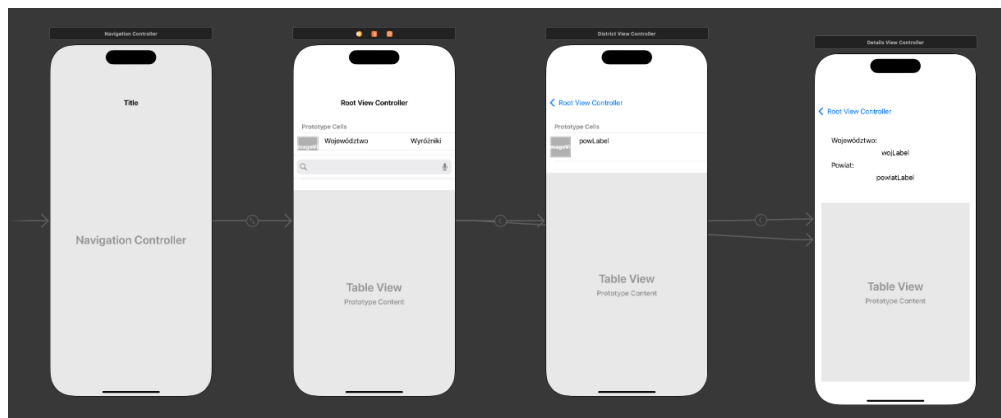 Navigation Controller
Title
Navigation Controller
Root View Controller
Prototype Cells
Województwo
Wyróżniki
Table View
Prototype Content
District View Controller
Root View Controller
Prototype Cells
powLabel
Table View
Prototype Content
Details View Controller
Root View Controller
Województwo:
wojLabel
Powiat:
powiatLabel
Table View
Prototype Content